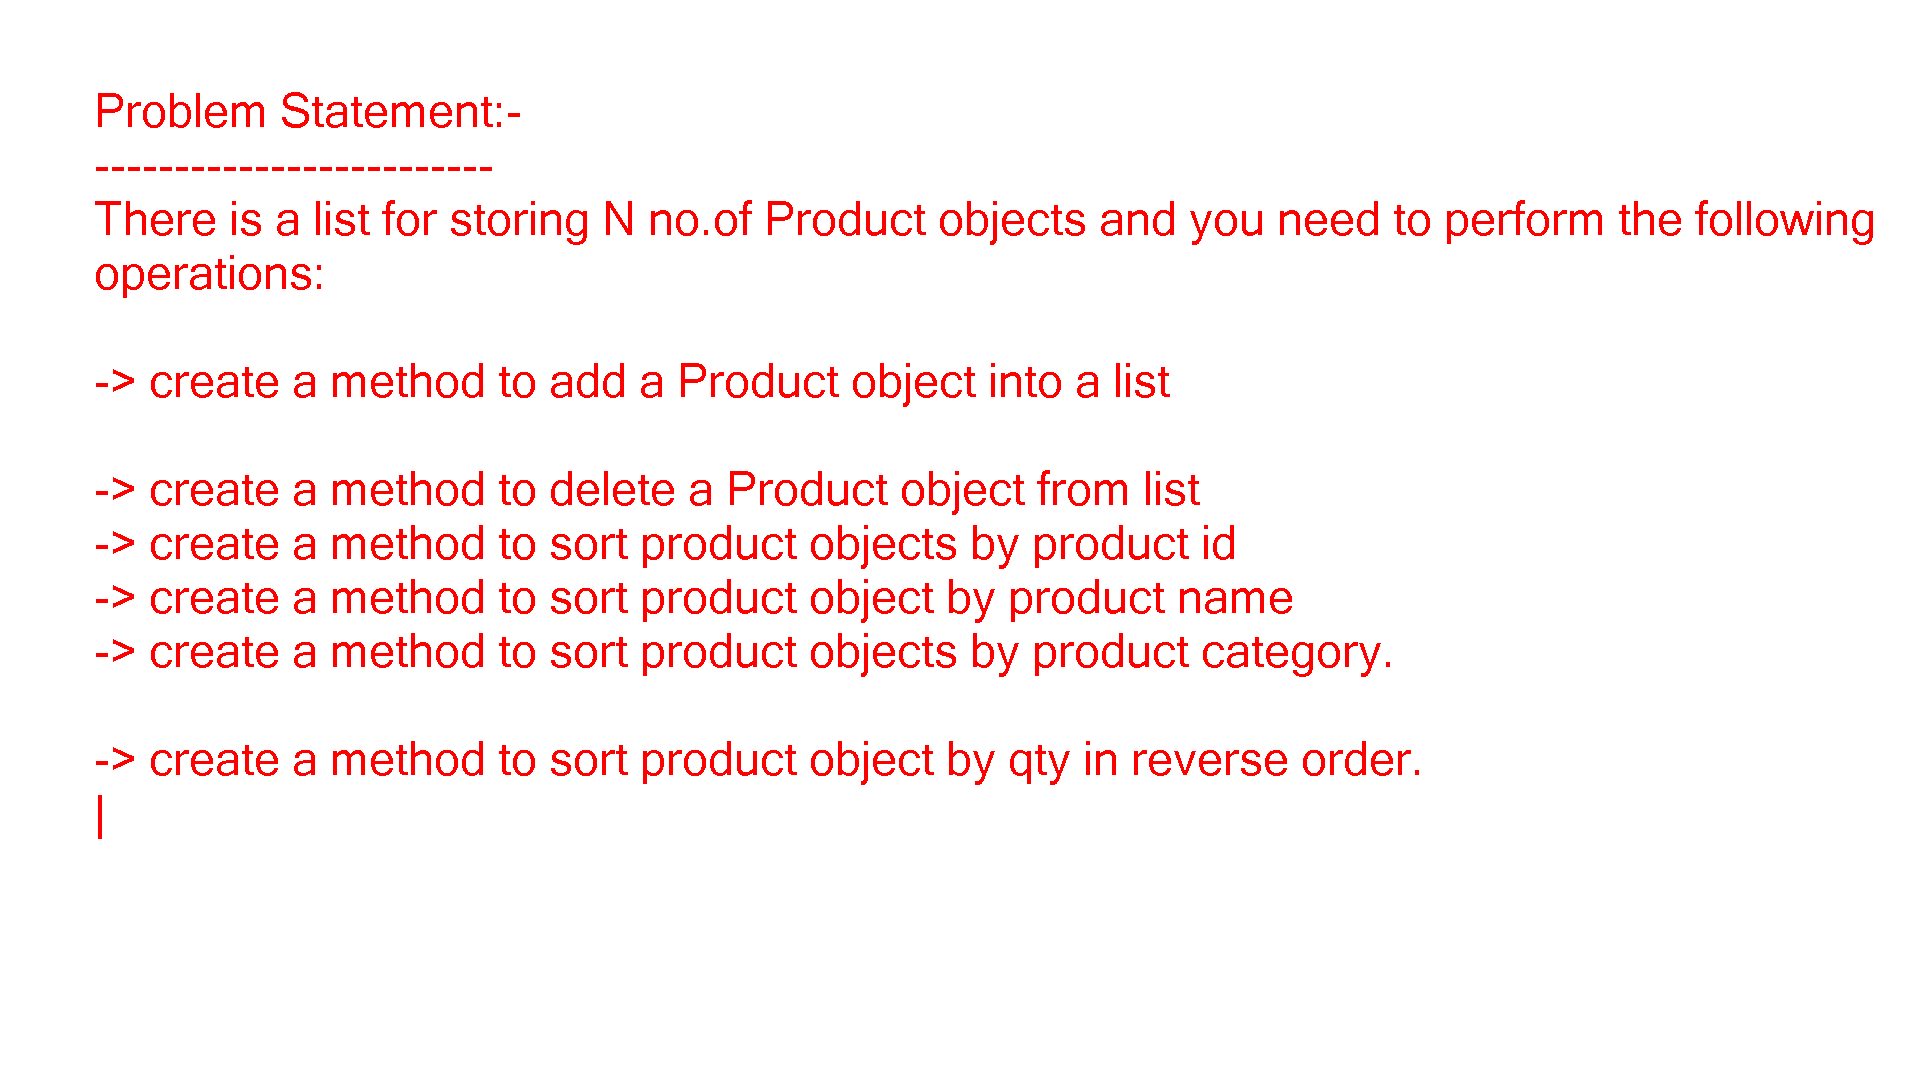 Problem Statement:-
-------------------------
There is a list for storing N no.of Product objects and you need to perform the following
operations:
-> create a method to add a Product object into a list
-> create a method to delete a Product object from list
-> create a method to sort product objects by product id
-> create a method to sort product object by product name
-> create a method to sort product objects by product category.
-> create a method to sort product object by qty in reverse order.